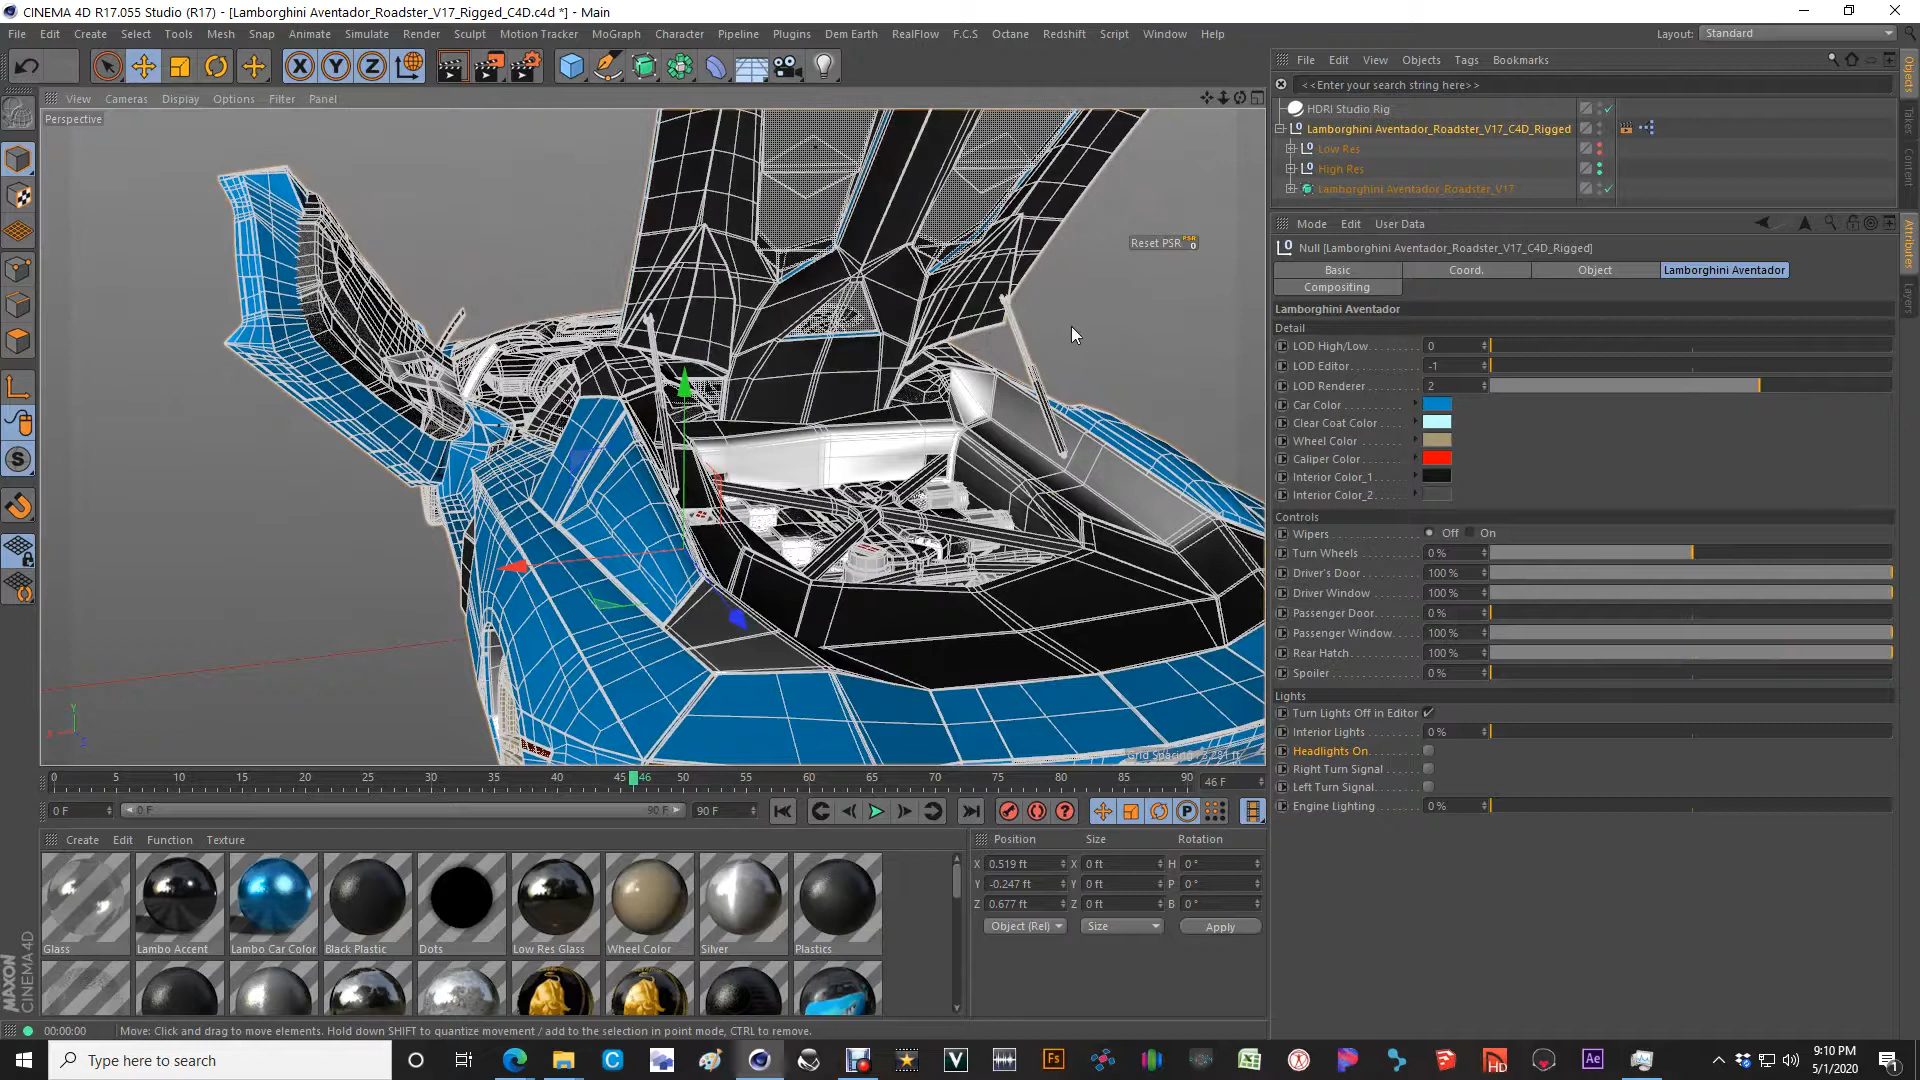 CINEMA 4D R17.055 Studio (R17) - [Lamborghini Aventador_Roadster_V17_Rigged_C4D.c4d *] - Main
File Edit Create Select Tools Mesh Snap Animate Simulate Render Sculpt Motion Tracker MoGraph Character Pipeline Plugins Dem Earth RealFlow F.C.S Octane Redshift Script Window Help
Layout: Standard
X Y Z
View Cameras Display Options Filter Panel
Perspective
Reset PSR PSR 0
File Edit View Objects Tags Bookmarks
<<Enter your search string here>>
HDRI Studio Rig
Lamborghini Aventador_Roadster_V17_C4D_Rigged
Low Res
High Res
Lamborghini Aventador_Roadster_V17
Objects
Takes
Content
Attributes
Layers
Mode Edit User Data
Null [Lamborghini Aventador_Roadster_V17_C4D_Rigged]
Basic Coord. Object Lamborghini Aventador
Compositing
Lamborghini Aventador
Detail
LOD High/Low 0
LOD Editor -1
LOD Renderer 2
Car Color
Clear Coat Color
Wheel Color
Caliper Color
Interior Color_1
Interior Color_2
Controls
Wipers Off On
Turn Wheels 0 %
Driver's Door 100 %
Driver Window 100 %
Passenger Door 0 %
Passenger Window 100 %
Rear Hatch 100 %
Spoiler 0 %
Lights
Turn Lights Off in Editor
Interior Lights 0 %
Headlights On
Right Turn Signal
Left Turn Signal
Engine Lighting 0 %
0 5 10 15 20 25 30 35 40 45 46 50 55 60 65 70 75 80 85 90 46 F
0 F 0 F 90 F 90 F
Create Edit Function Texture
Glass Lambo Accent Lambo Car Color Black Plastic Dots Low Res Glass Wheel Color Silver Plastics
Position Size Rotation
X 0.519 ft X 0 ft H 0 °
Y -0.247 ft Y 0 ft P 0 °
Z 0.677 ft Z 0 ft B 0 °
Object (Rel) Size Apply
MAXON CINEMA 4D
00:00:00 Move: Click and drag to move elements. Hold down SHIFT to quantize movement / add to the selection in point mode, CTRL to remove.
Type here to search
9:10 PM
5/1/2020